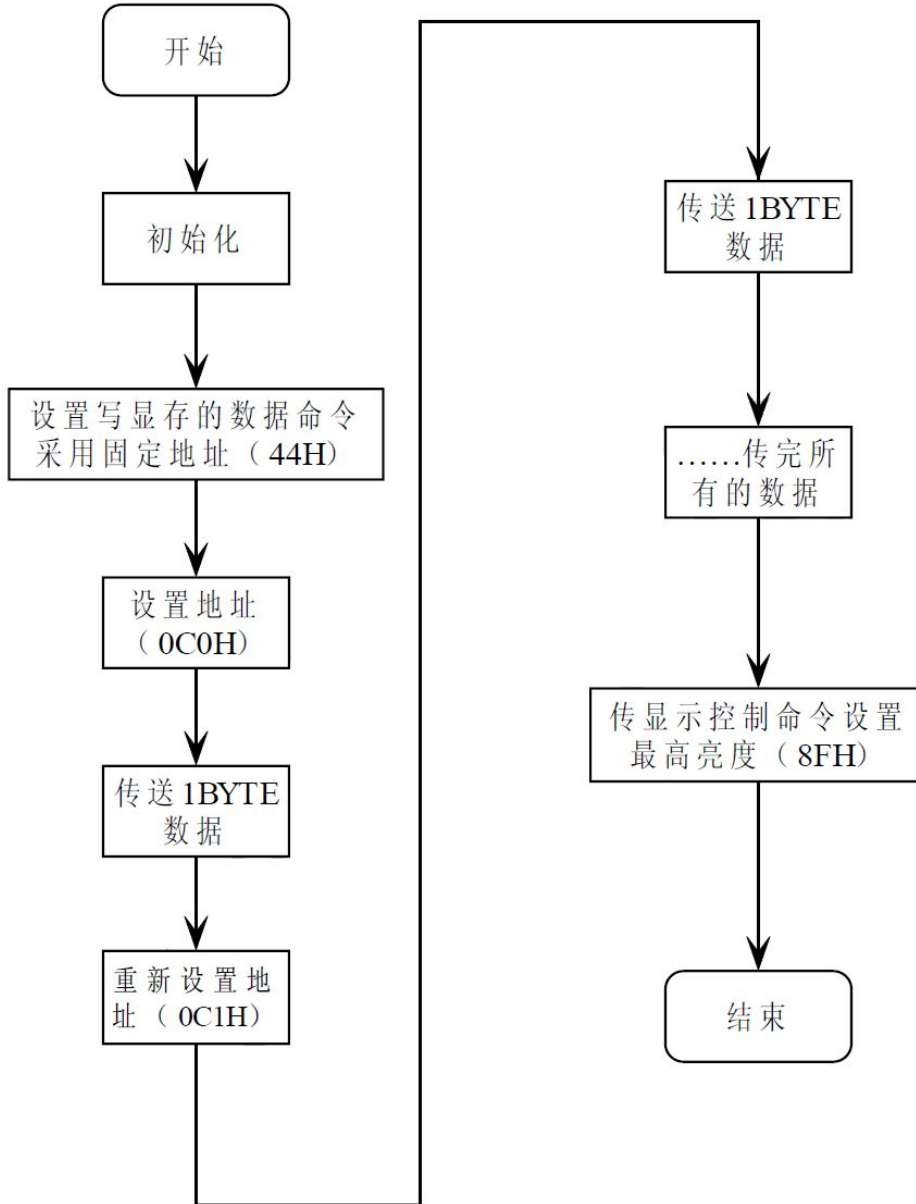 开始
初始化
设置写显存的数据命令
采用固定地址（44H）
设置地址
（0C0H）
传送1BYTE
数据
重新设置地
址（0C1H）
传送1BYTE
数据
……传完所
有的数据
传显示控制命令设置
最高亮度（8FH）
结束